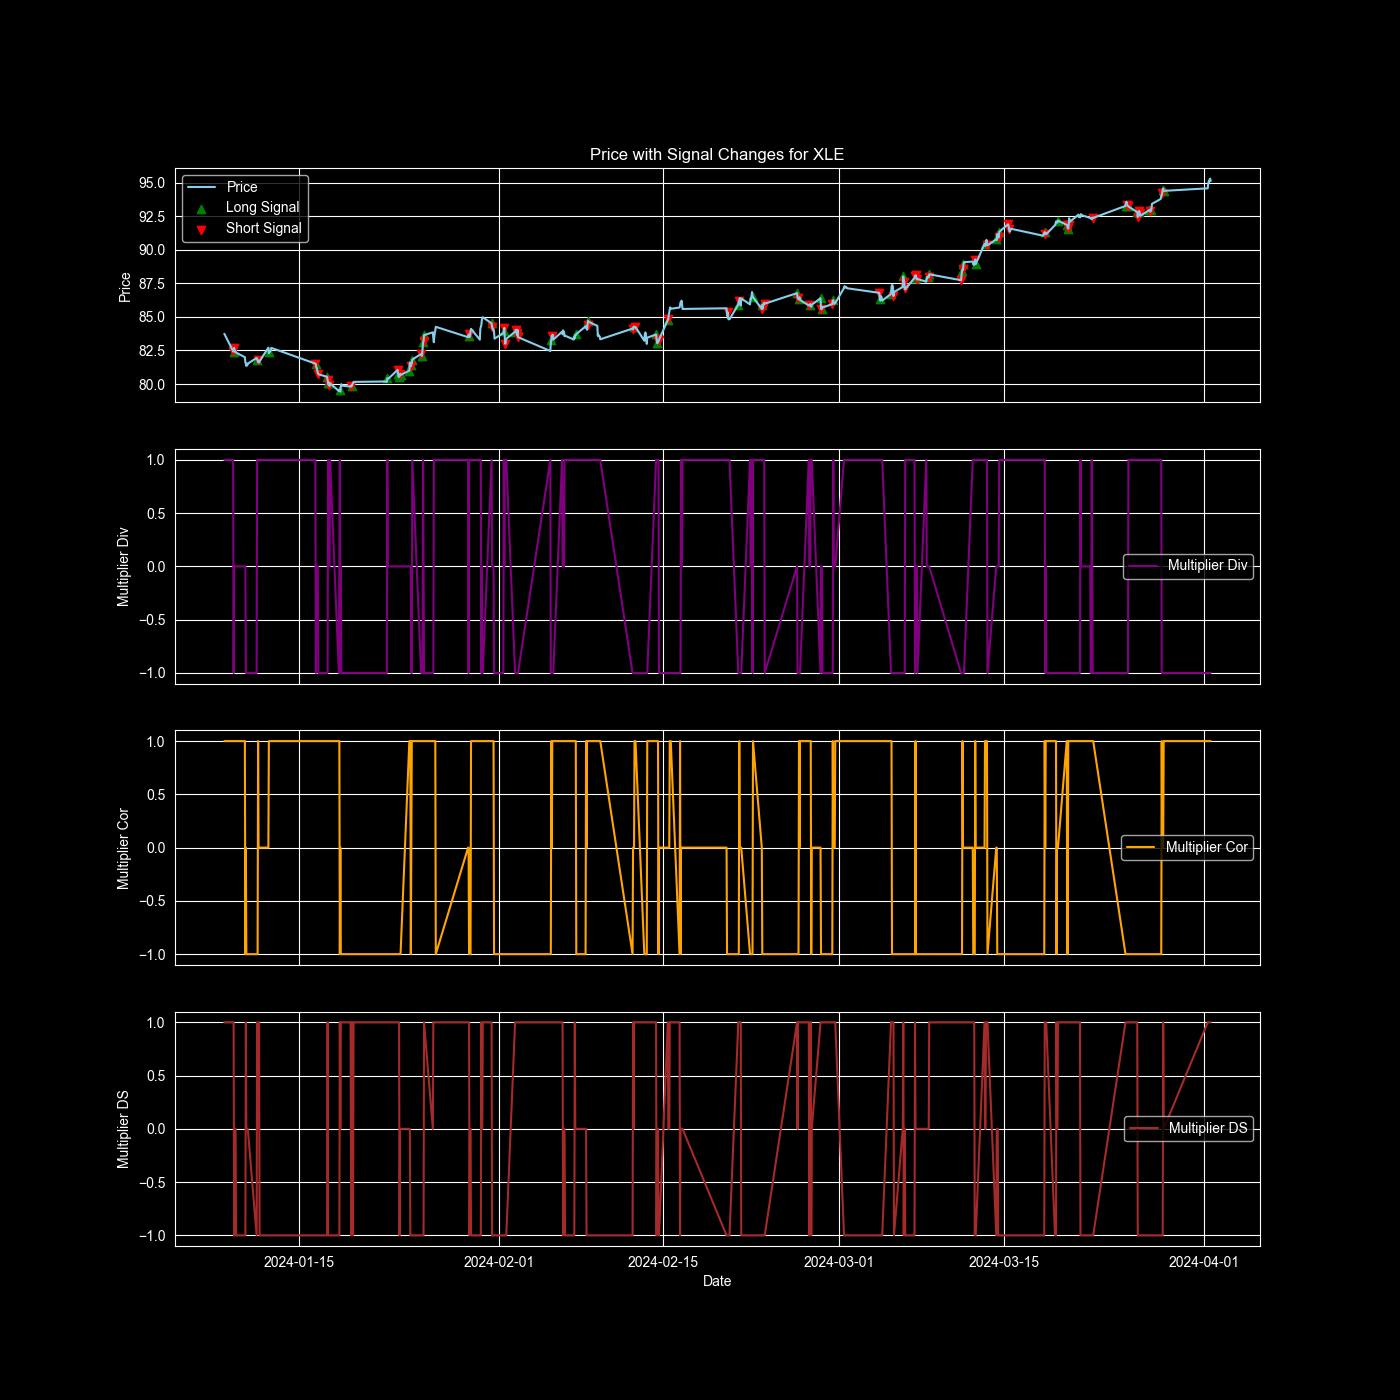 Price with Signal Changes for XLE
95.0
92.5
90.0
87.5
85.0
82.5
80.0
Price
Price
Long Signal
Short Signal
1.0
0.5
0.0
−0.5
−1.0
Multiplier Div
Multiplier Div
1.0
0.5
0.0
−0.5
−1.0
Multiplier Cor
Multiplier Cor
1.0
0.5
0.0
−0.5
−1.0
Multiplier DS
Multiplier DS
2024-01-15
2024-02-01
2024-02-15
2024-03-01
2024-03-15
2024-04-01
Date